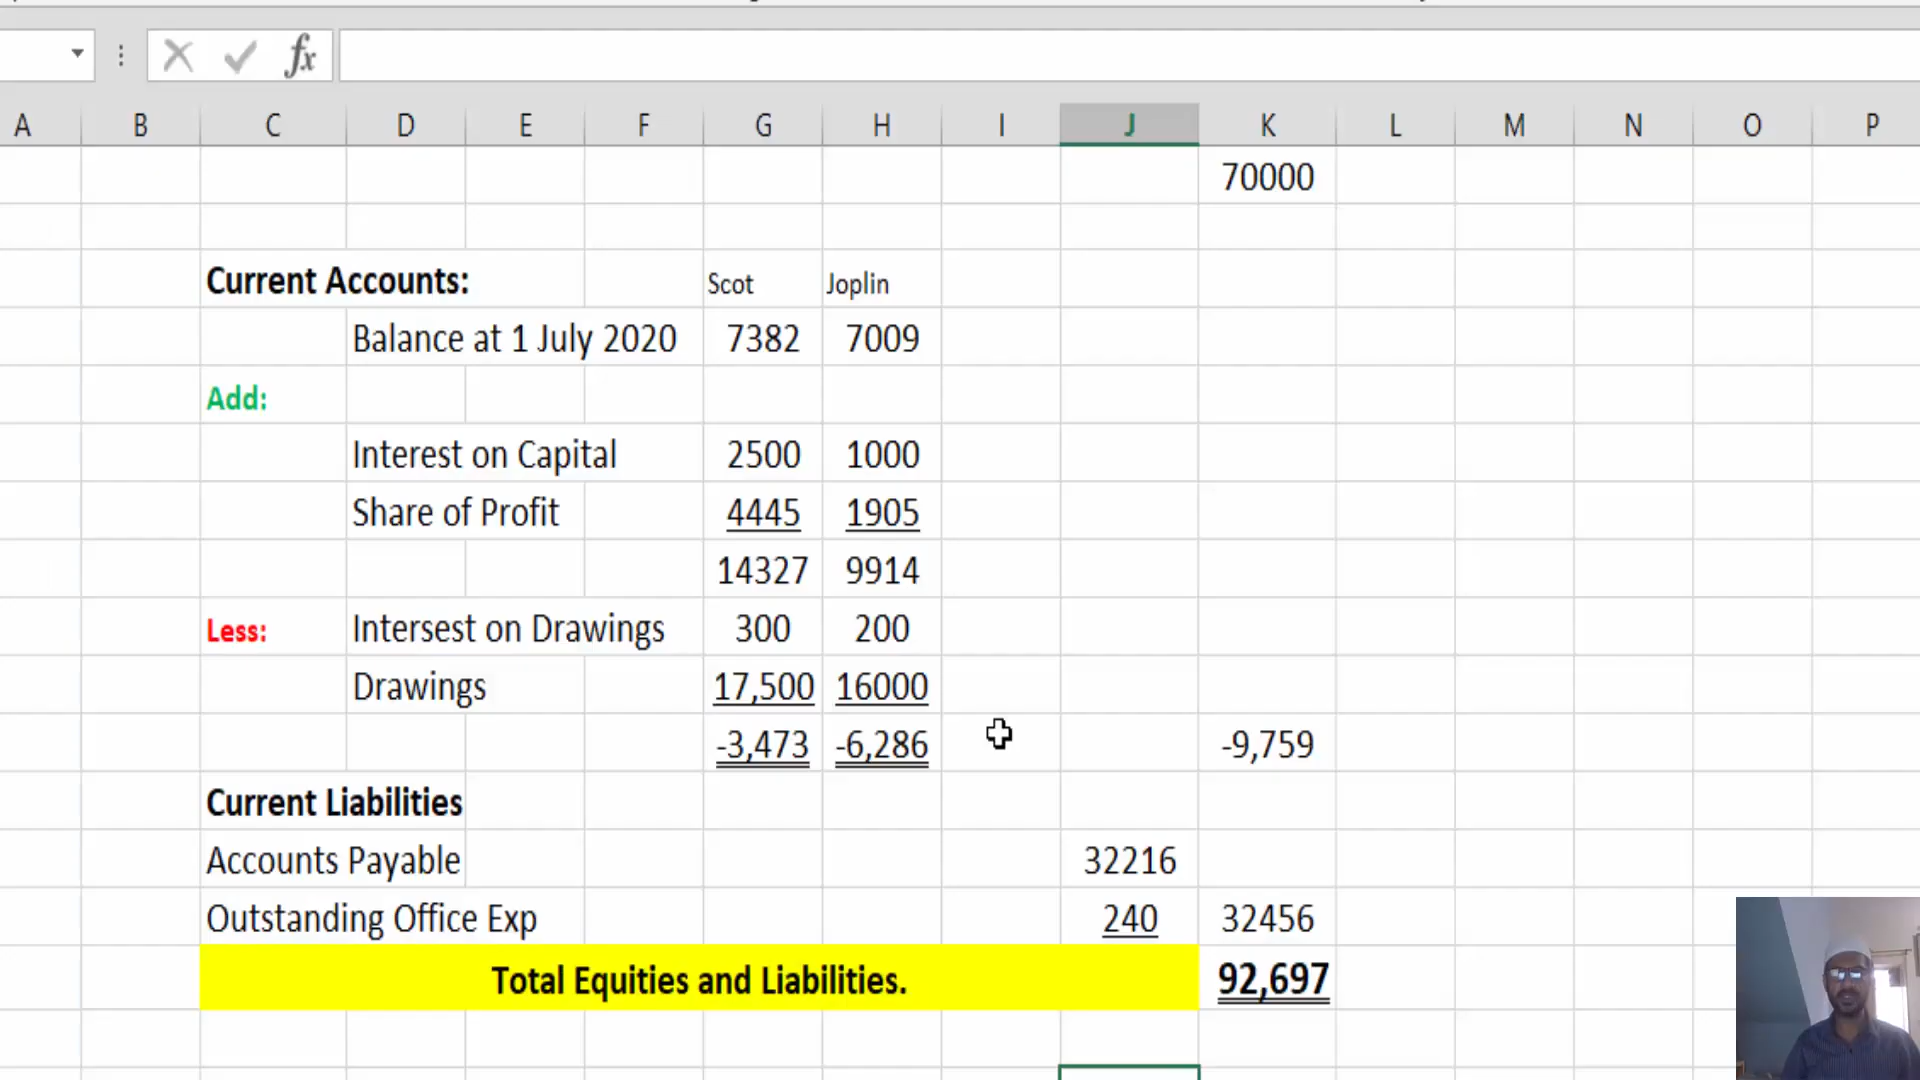 fx
A B C D E F G H I J K L M N O P
70000
Current Accounts: Scot Joplin
Balance at 1 July 2020 7382 7009
Add:
Interest on Capital 2500 1000
Share of Profit 4445 1905
14327 9914
Less: Intersest on Drawings 300 200
Drawings 17,500 16000
-3,473 -6,286 -9,759
Current Liabilities
Accounts Payable 32216
Outstanding Office Exp 240 32456
Total Equities and Liabilities. 92,697